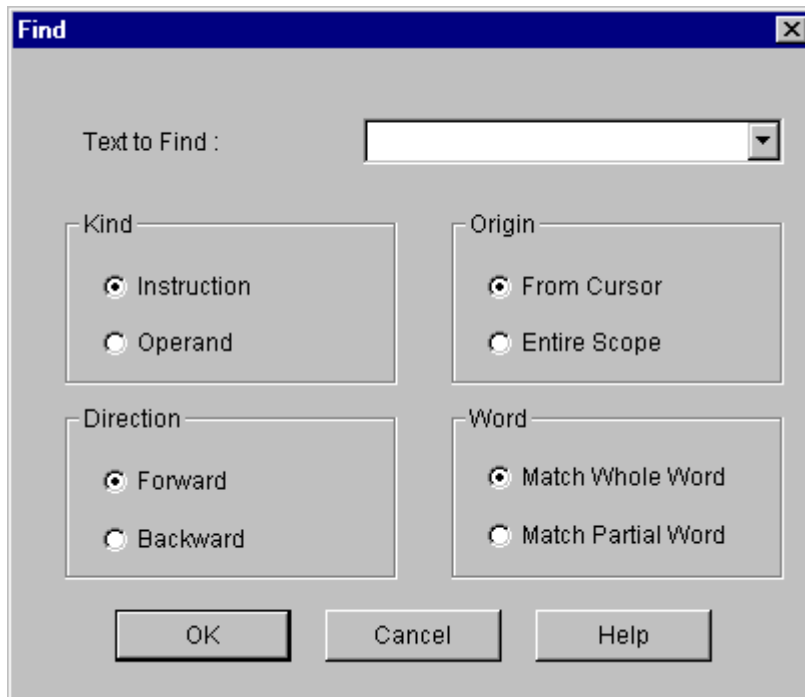 Find
Text to Find :
Kind
Instruction
Operand
Origin
From Cursor
Entire Scope
Direction
Forward
Backward
Word
Match Whole Word
Match Partial Word
OK
Cancel
Help